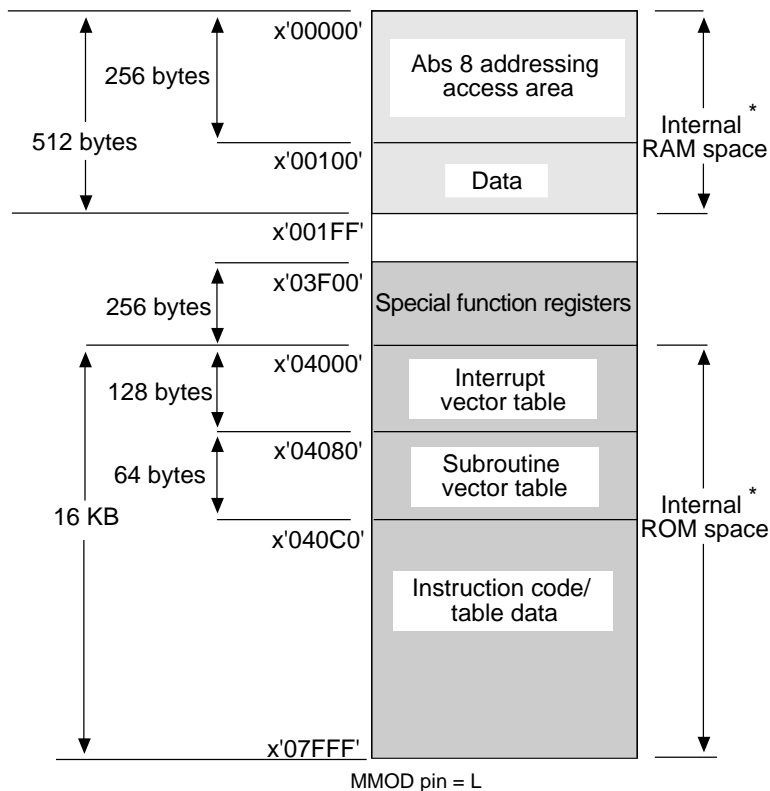 x'00000'
256 bytes
512 bytes
x'00100'
x'001FF'
Abs 8 addressing
access area
Data
Internal *
RAM space
x'03F00'
256 bytes
Special function registers
x'04000'
128 bytes
x'04080'
64 bytes
16 KB
x'040C0'
x'07FFF'
Interrupt
vector table
Subroutine
vector table
Instruction code/
table data
Internal *
ROM space
MMOD pin = L